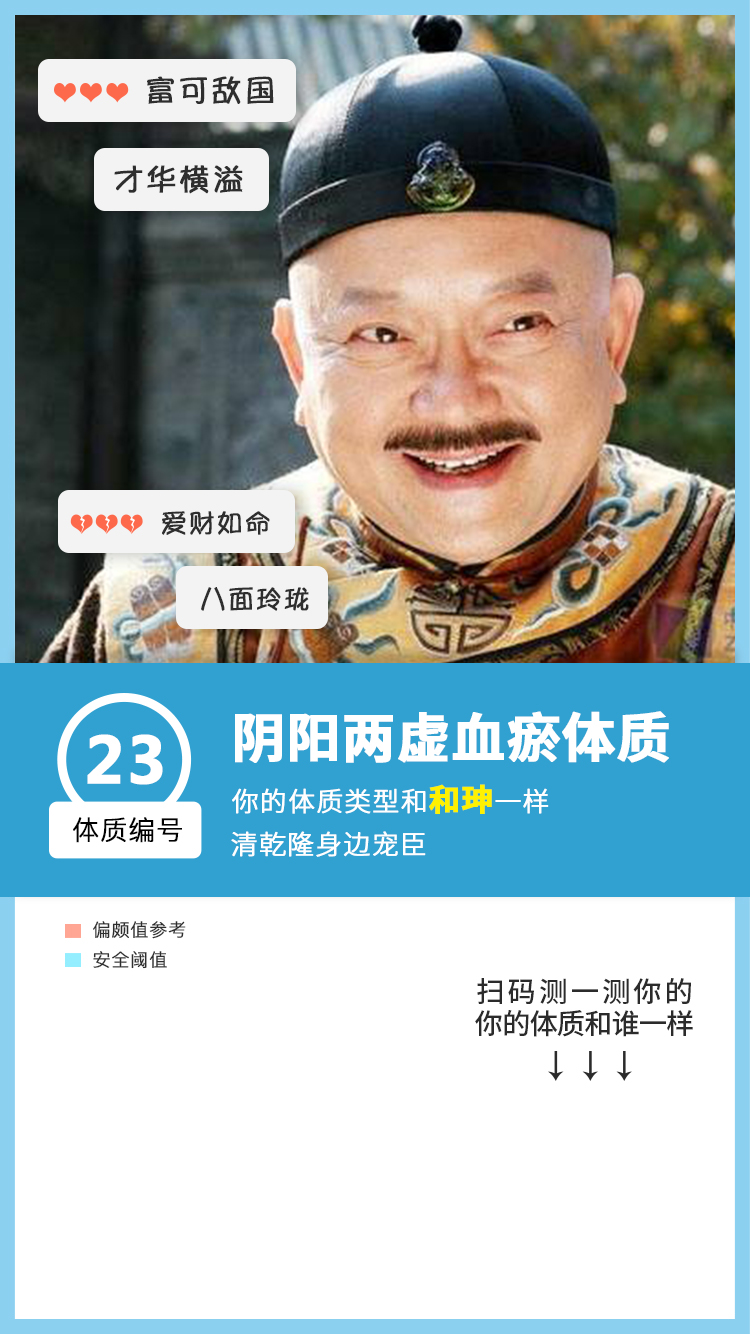 富可敌国
才华横溢
爱财如命
八面玲珑
23
体质编号
阴阳两虚血瘀体质
你的体质类型和和珅一样
清乾隆身边宠臣
偏颇值参考
安全阈值
扫码测一测你的
你的体质和谁一样
↓↓↓